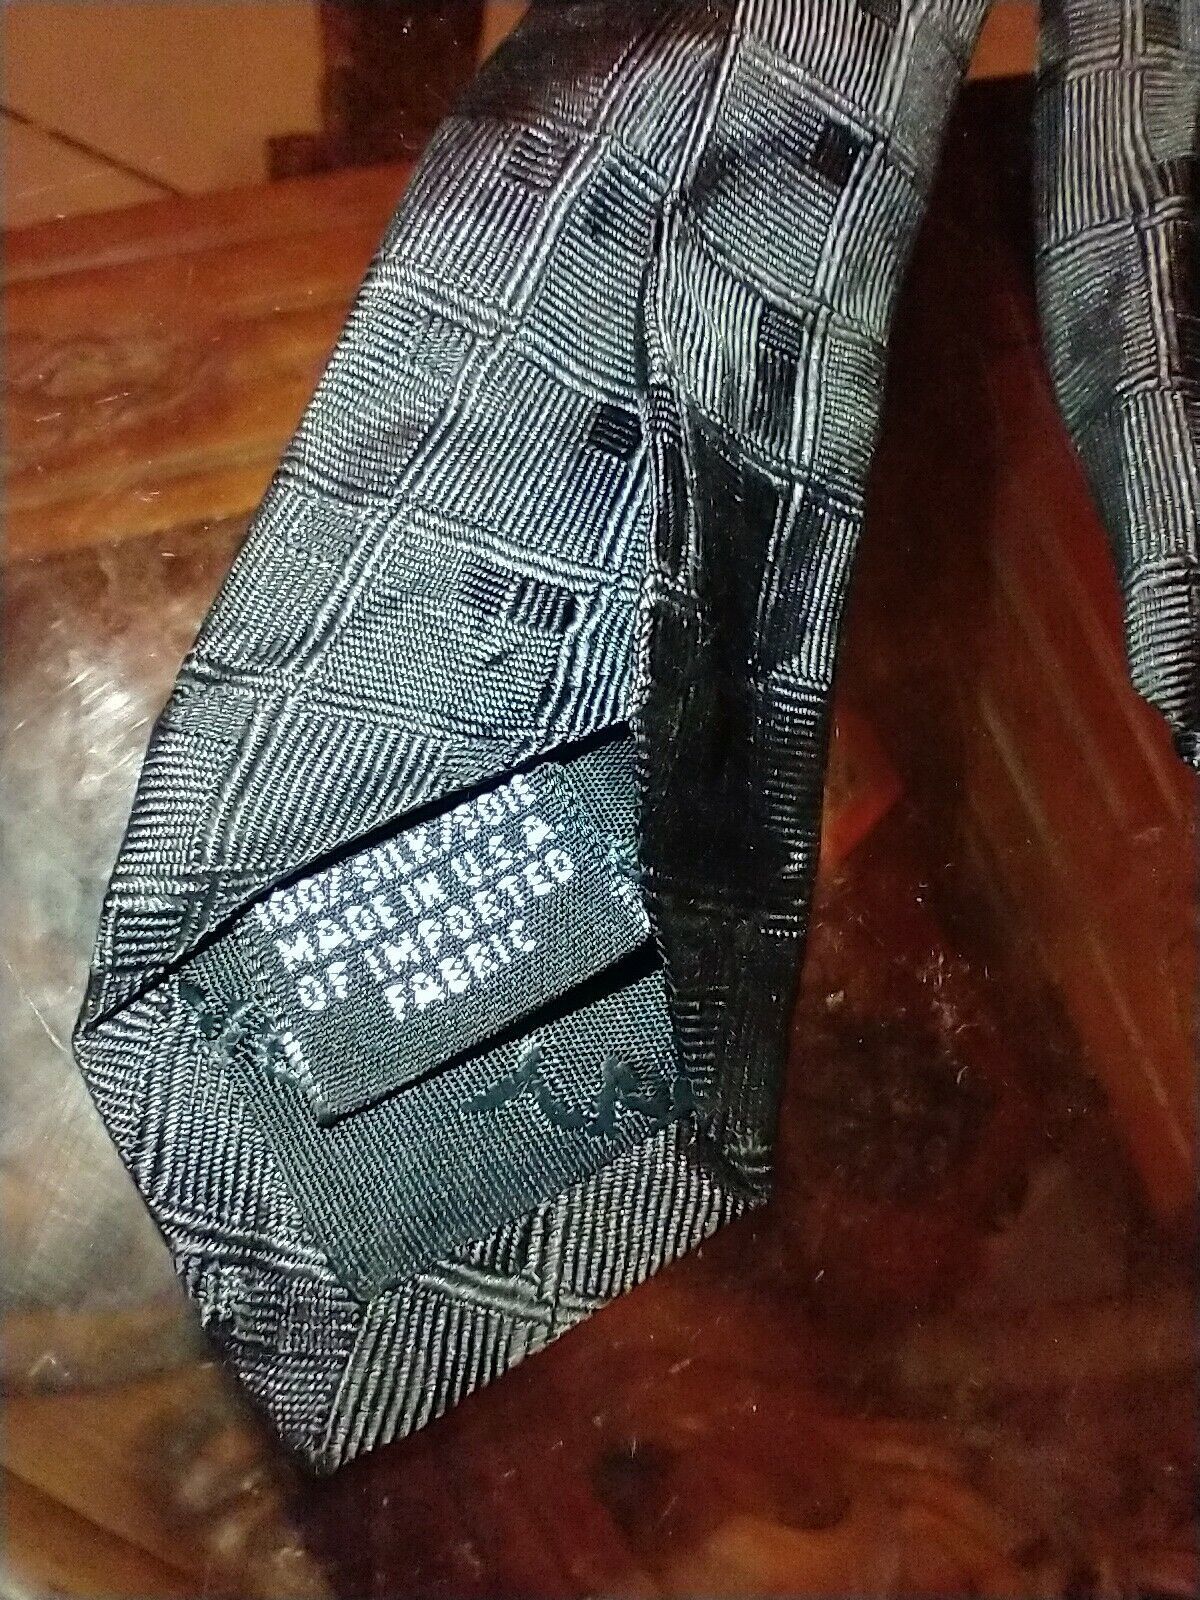 100% SILK/SOIE
MADE IN U.S.A
OF IMPORTED
FABRIC